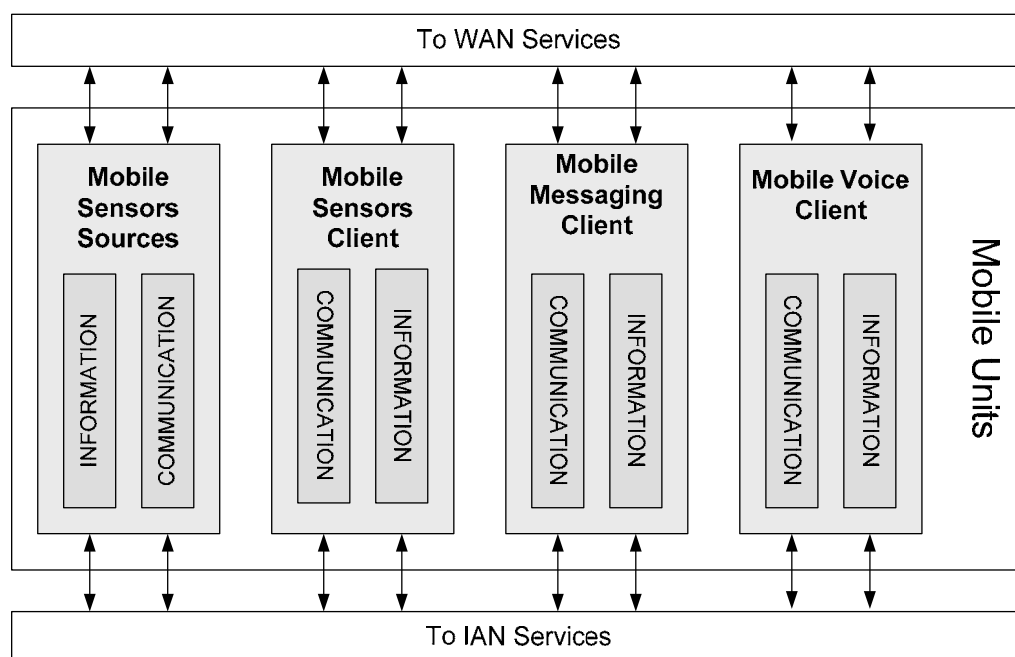 To WAN Services
Mobile
Sensors
Sources
INFORMATION
COMMUNICATION
Mobile
Sensors
Client
COMMUNICATION
INFORMATION
Mobile
Messaging
Client
COMMUNICATION
INFORMATION
Mobile Voice
Client
COMMUNICATION
INFORMATION
Mobile Units
To IAN Services